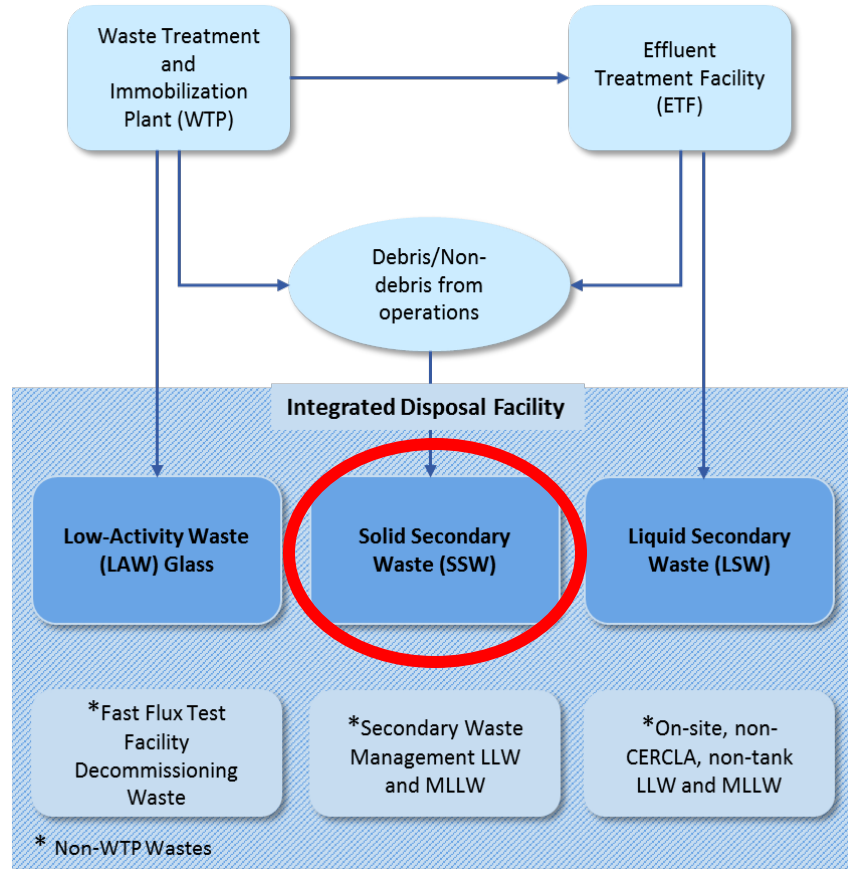 Waste Treatment
and
Immobilization
Plant (WTP)
Effluent
Treatment Facility
(ETF)
Debris/Non-
debris from
operations
Integrated Disposal Facility
Low-Activity Waste
(LAW) Glass
Solid Secondary
Waste (SSW)
Liquid Secondary
Waste (LSW)
*Fast Flux Test
Facility
Decommissioning
Waste
*Secondary Waste
Management LLW
and MLLW
*On-site, non-
CERCLA, non-tank
LLW and MLLW
* Non-WTP Wastes